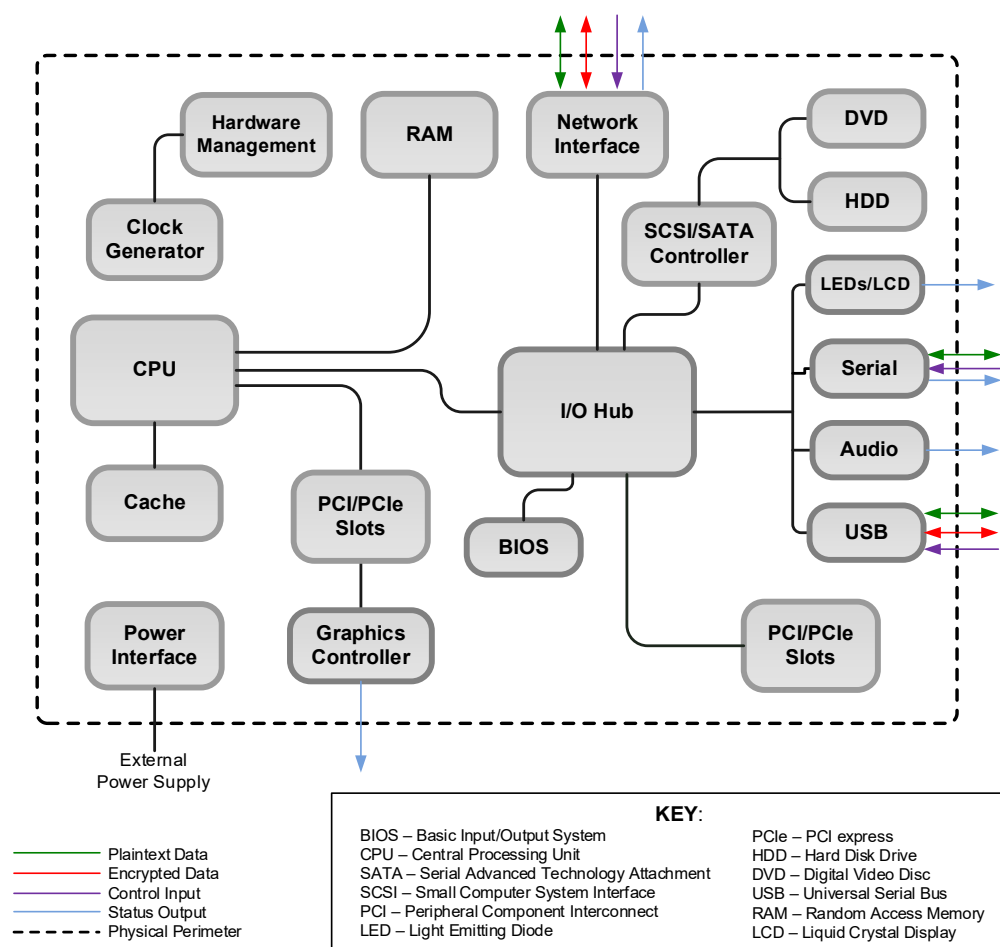 Hardware
Management
RAM
Network
Interface
DVD
HDD
Clock
Generator
SCSI/SATA
Controller
LEDs/LCD
CPU
I/O Hub
Serial
Audio
Cache
PCI/PCIe
Slots
BIOS
USB
Power
Interface
Graphics
Controller
PCI/PCIe
Slots
External
Power Supply
Plaintext Data
Encrypted Data
Control Input
Status Output
Physical Perimeter
KEY:
BIOS – Basic Input/Output System
CPU – Central Processing Unit
SATA – Serial Advanced Technology Attachment
SCSI – Small Computer System Interface
PCI – Peripheral Component Interconnect
LED – Light Emitting Diode
PCIe – PCI express
HDD – Hard Disk Drive
DVD – Digital Video Disc
USB – Universal Serial Bus
RAM – Random Access Memory
LCD – Liquid Crystal Display